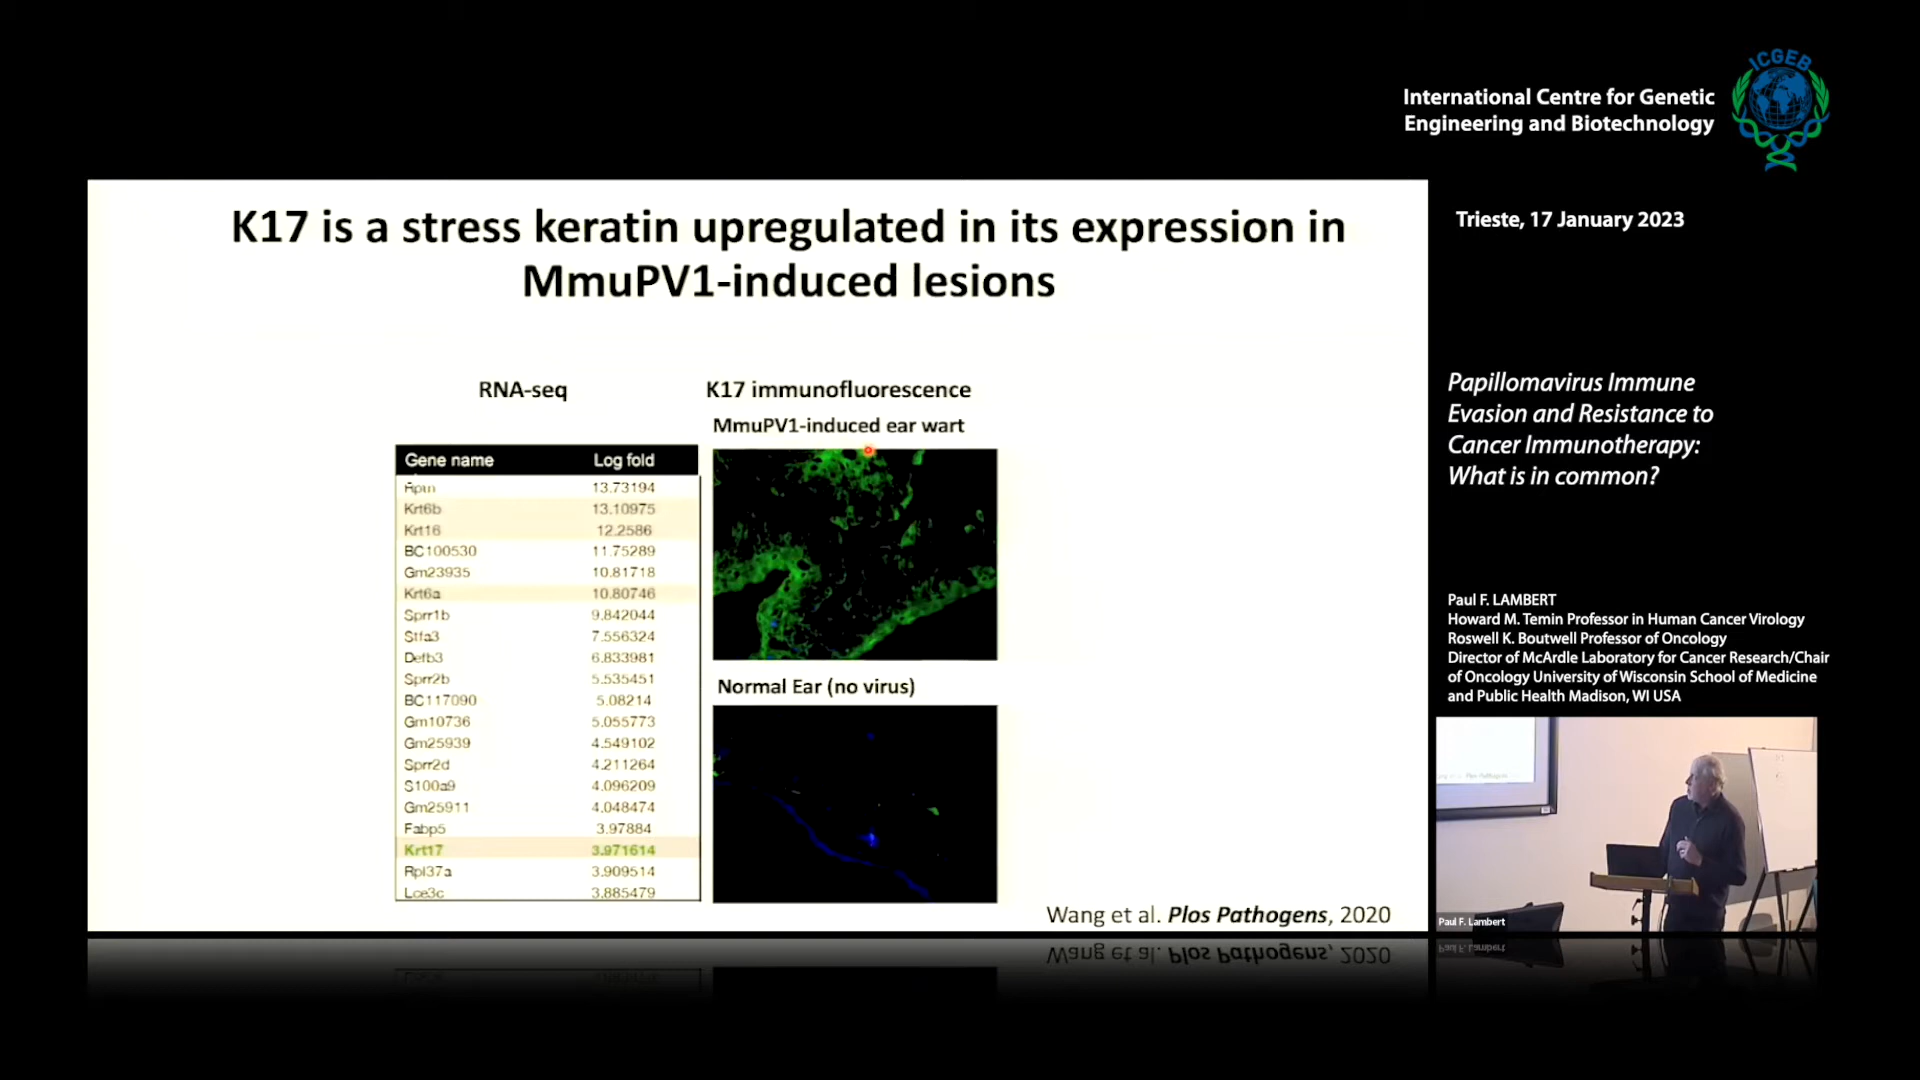 ICGEB
International Centre for Genetic
Engineering and Biotechnology
Trieste, 17 January 2023
K17 is a stress keratin upregulated in its expression in
MmuPV1-induced lesions
RNA-seq
K17 immunofluorescence
MmuPV1-induced ear wart
Gene name Log fold
13.73194
Krt6b 13.10975
Krt16 12.2586
BC100530 11.75289
Gm23935 10.81718
Krt6a 10.80746
Sprr1b 9.842044
Stfa3 7.556324
Defb3 6.833981
Sprr2b 5.535451
BC117090 5.08214
Gm10736 5.055773
Gm25939 4.549102
Sprr2d 4.211264
S100a9 4.096209
Gm25911 4.048474
Fabp5 3.97884
Krt17 3.971614
Rpl37a 3.909514
Lce3c 3.885479
Normal Ear (no virus)
Wang et al. Plos Pathogens, 2020
Papillomavirus Immune
Evasion and Resistance to
Cancer Immunotherapy:
What is in common?
Paul F. LAMBERT
Howard M. Temin Professor in Human Cancer Virology
Roswell K. Boutwell Professor of Oncology
Director of McArdle Laboratory for Cancer Research/Chair
of Oncology University of Wisconsin School of Medicine
and Public Health Madison, WI USA
Paul F. Lambert